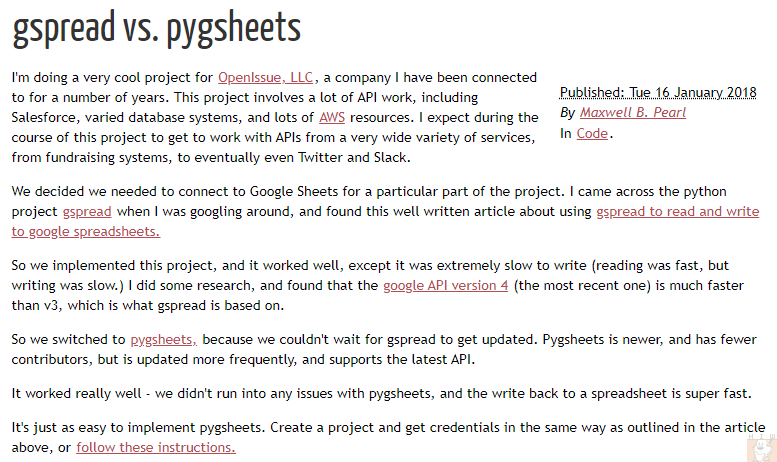 gspread vs. pygsheets
I'm doing a very cool project for OpenIssue, LLC, a company I have been connected
to for a number of years. This project involves a lot of API work, including
Salesforce, varied database systems, and lots of AWS resources. I expect during the
course of this project to get to work with APIs from a very wide variety of services,
from fundraising systems, to eventually even Twitter and Slack.
Published: Tue 16 January 2018
By Maxwell B. Pearl
In Code.
We decided we needed to connect to Google Sheets for a particular part of the project. I came across the python
project gspread when I was googling around, and found this well written article about using gspread to read and write
to google spreadsheets.
So we implemented this project, and it worked well, except it was extremely slow to write (reading was fast, but
writing was slow.) I did some research, and found that the google API version 4 (the most recent one) is much faster
than v3, which is what gspread is based on.
So we switched to pygsheets, because we couldn't wait for gspread to get updated. Pygsheets is newer, and has fewer
contributors, but is updated more frequently, and supports the latest API.
It worked really well - we didn't run into any issues with pygsheets, and the write back to a spreadsheet is super fast.
It's just as easy to implement pygsheets. Create a project and get credentials in the same way as outlined in the article
above, or follow these instructions.